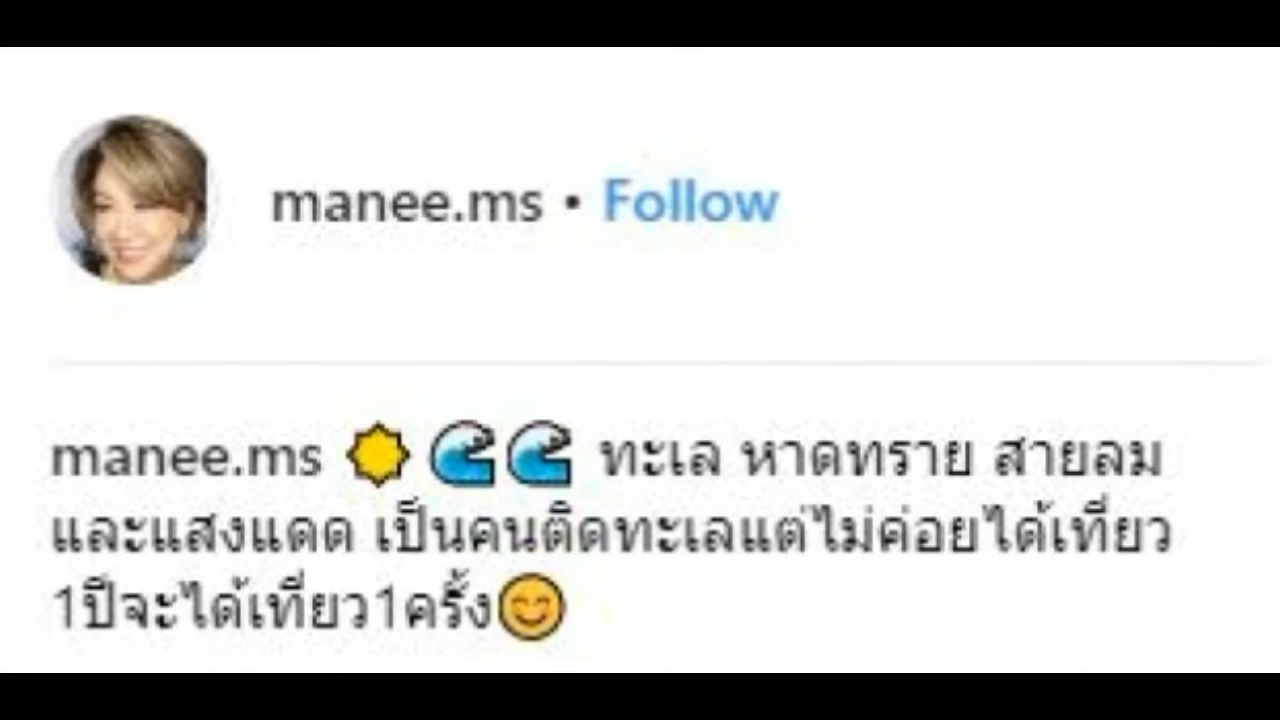 manee.ms • Follow
manee.ms ☀️🌊🌊 ทะเล หาดทราย สายลม
และแสงแดด เป็นคนติดทะเลแต่ไม่ค่อยได้เที่ยว
1ปีจะได้เที่ยว1ครั้ง😊